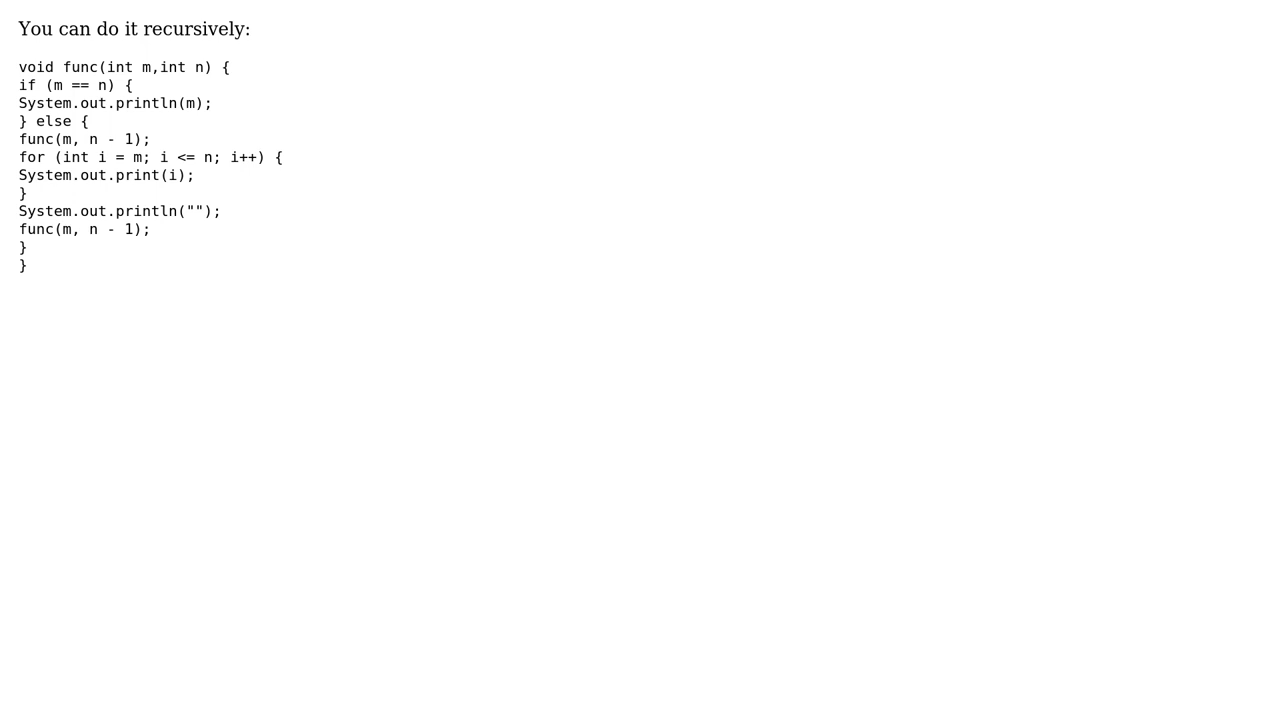 You can do it recursively:
void func(int m,int n) {
if (m == n) {
System.out.println(m);
} else {
func(m, n - 1);
for (int i = m; i <= n; i++) {
System.out.print(i);
}
System.out.println("");
func(m, n - 1);
}
}